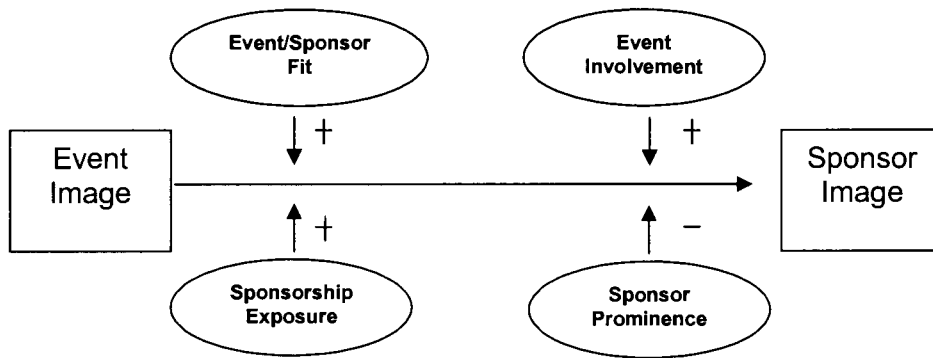 Event/Sponsor
Fit
Event
Involvement
+
+
Event
Image
Sponsor
Image
+
−
Sponsorship
Exposure
Sponsor
Prominence